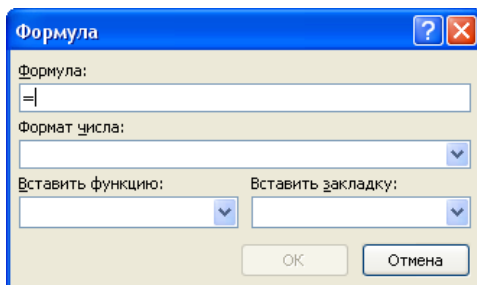 Формула
Формула:
=
Формат числа:
Вставить функцию: Вставить закладку:
ОК Отмена